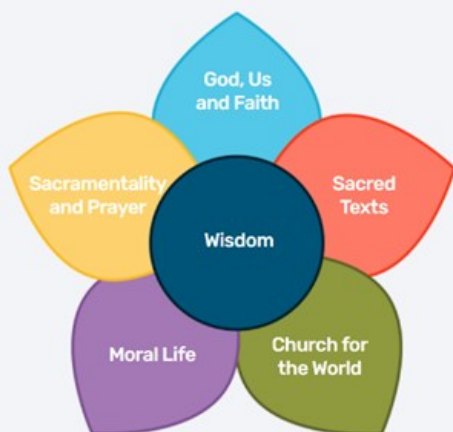 God, Us
and Faith
Sacramentality
and Prayer
Sacred
Texts
Wisdom
Moral Life
Church for
the World